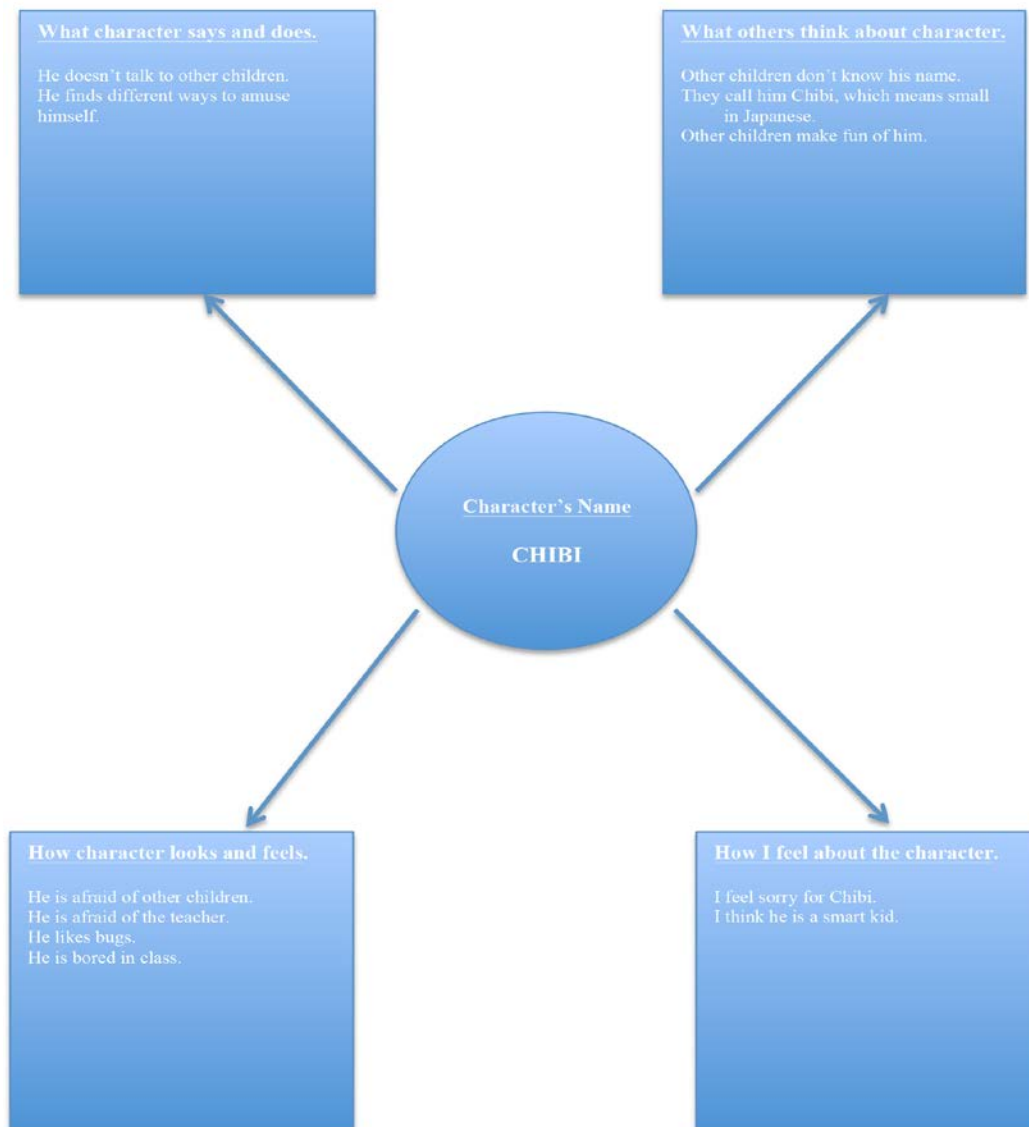 What character says and does.
He doesn't talk to other children.
He finds different ways to amuse
himself.
What others think about character.
Other children don't know his name.
They call him Chibi, which means small
in Japanese.
Other children make fun of him.
Character's Name
CHIBI
How character looks and feels.
He is afraid of other children.
He is afraid of the teacher.
He likes bugs.
He is bored in class.
How I feel about the character.
I feel sorry for Chibi.
I think he is a smart kid.